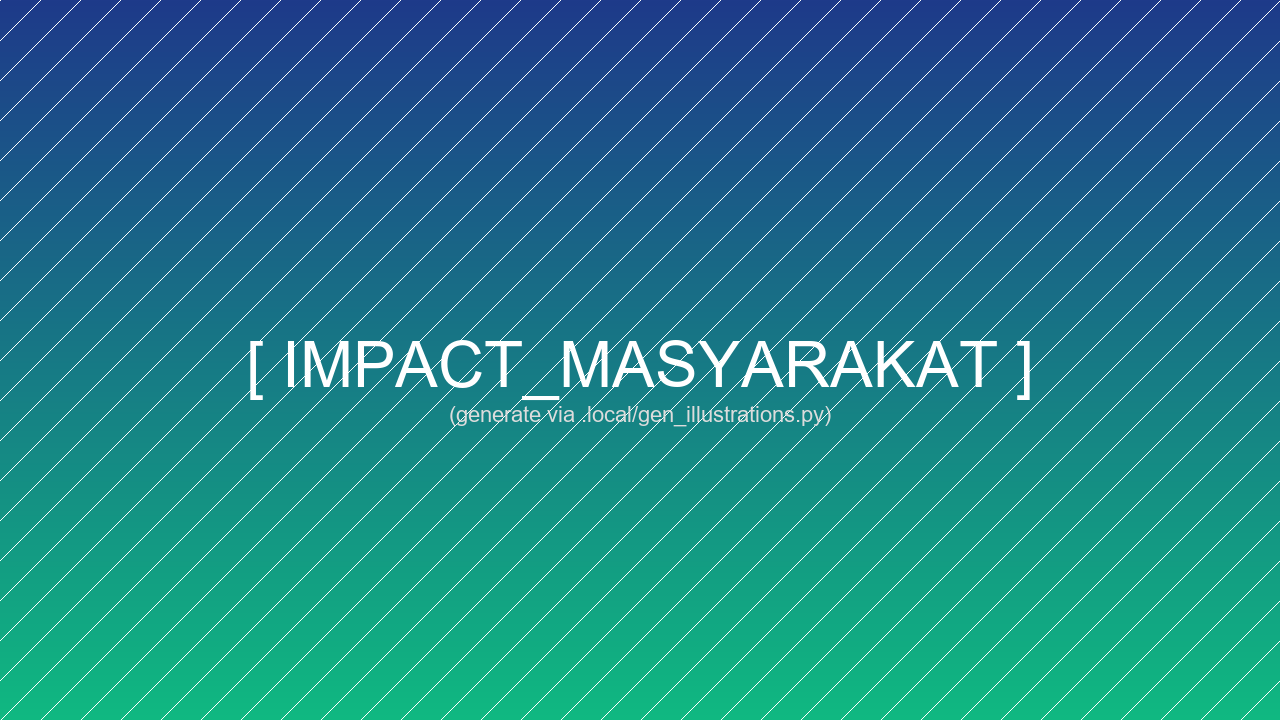 [ IMPACT_MASYARAKAT ]
(generate via .local/gen_illustrations.py)